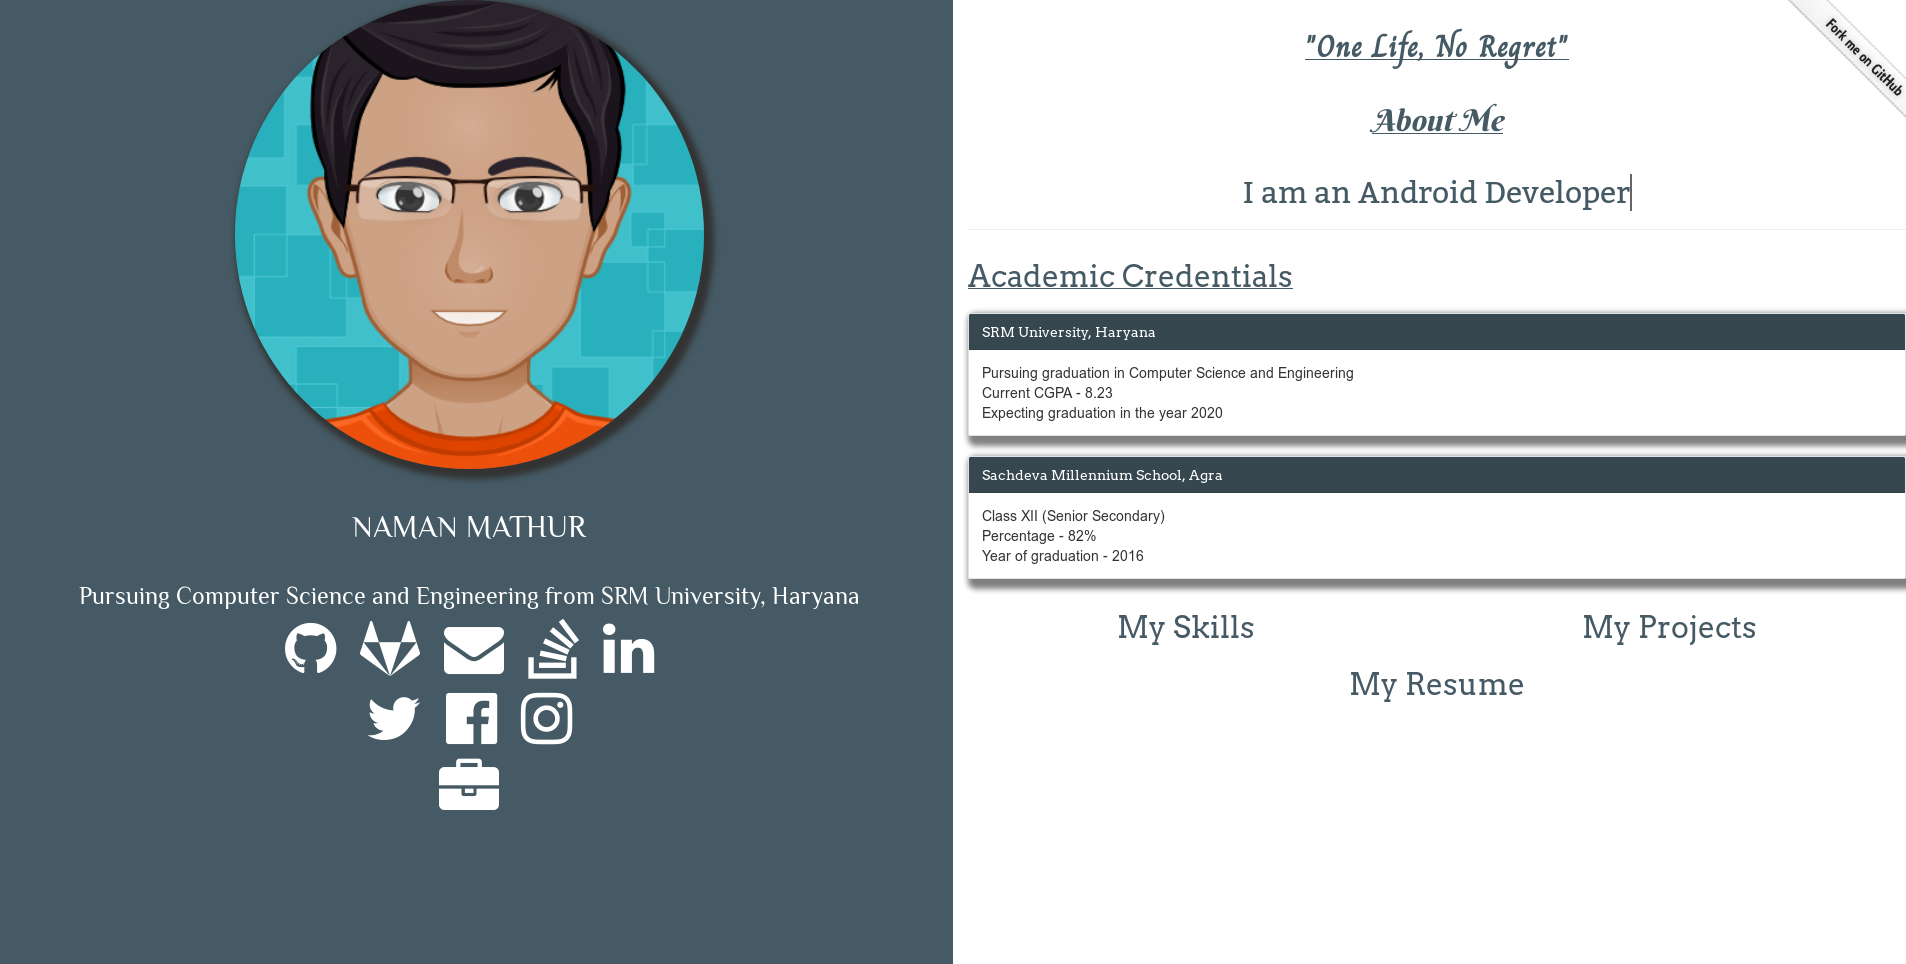 NAMAN MATHUR
Pursuing Computer Science and Engineering from SRM University, Haryana
"One Life, No Regret"
Fork me on GitHub
About Me
I am an Android Developer
Academic Credentials
SRM University, Haryana
Pursuing graduation in Computer Science and Engineering
Current CGPA - 8.23
Expecting graduation in the year 2020
Sachdeva Millennium School, Agra
Class XII (Senior Secondary)
Percentage - 82%
Year of graduation - 2016
My Skills
My Projects
My Resume